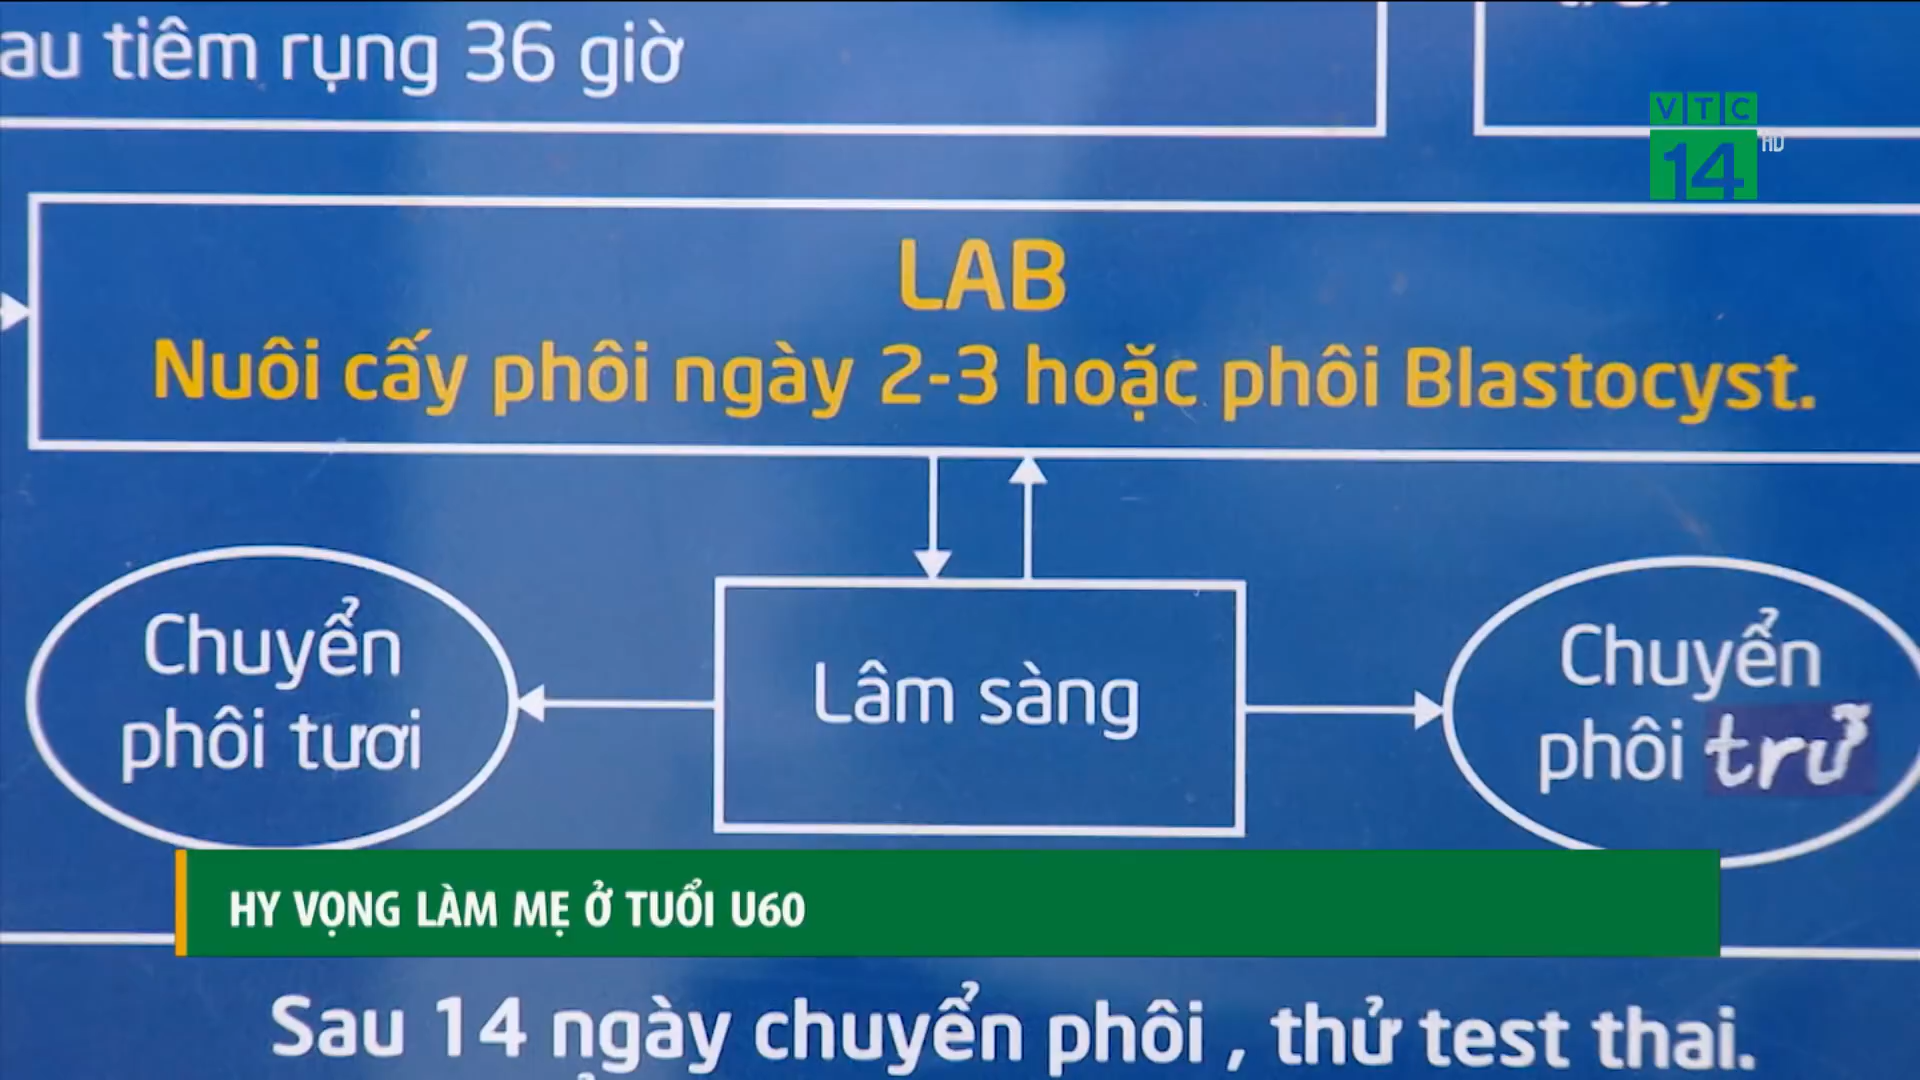 au tiêm rụng 36 giờ
VTC
14 HD
LAB
Nuôi cấy phôi ngày 2-3 hoặc phôi Blastocyst.
Chuyển
phôi tươi
Lâm sàng
Chuyển
phôi trữ
HY VỌNG LÀM MẸ Ở TUỔI U60
Sau 14 ngày chuyển phôi , thử test thai.